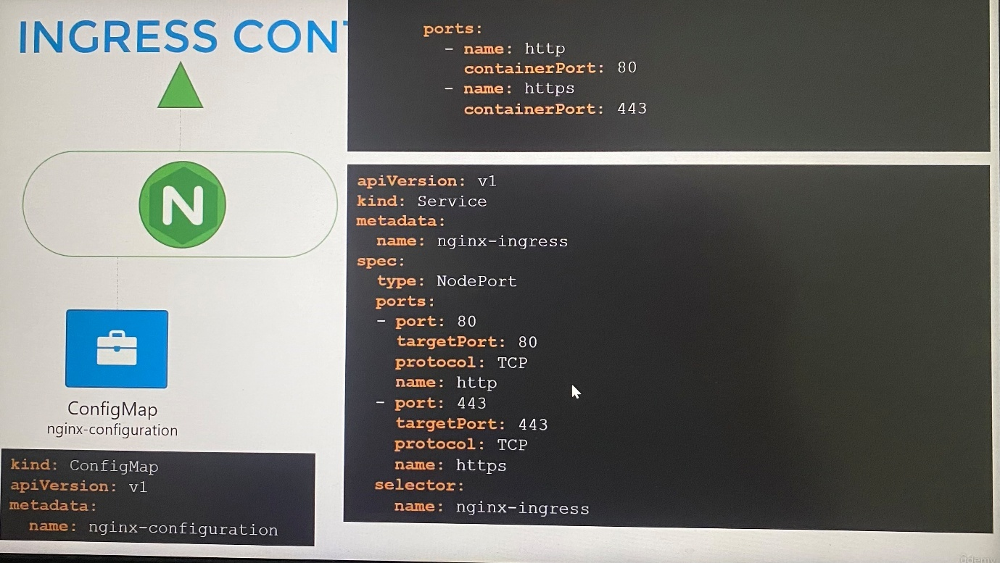 INGRESS CONT
ports:
- name: http
containerPort: 80
- name: https
containerPort: 443
N
ConfigMap
nginx-configuration
kind: ConfigMap
apiVersion: v1
metadata:
name: nginx-configuration
apiVersion: v1
kind: Service
metadata:
name: nginx-ingress
spec:
type: NodePort
ports:
- port: 80
targetPort: 80
protocol: TCP
name: http
- port: 443
targetPort: 443
protocol: TCP
name: https
selector:
name: nginx-ingress